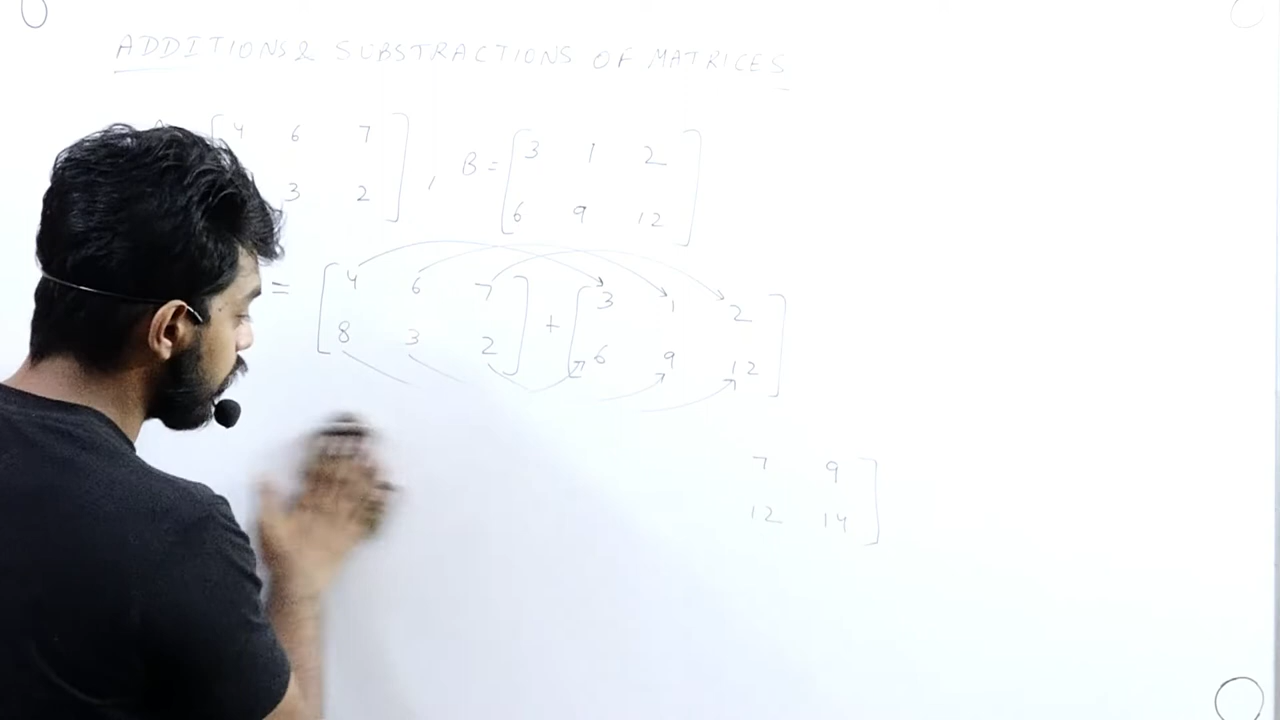 ADDITIONS & SUBSTRACTIONS OF MATRICES
4 6 7 , B = [ 3 1 2
3 2 ] 6 9 12 ]
= [ 4 6 7 ] + [ 3 1 2
8 3 2 6 9 12 ]
7 9
12 14 ]